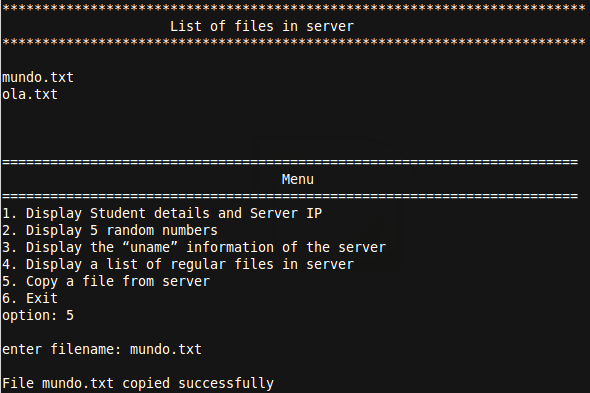 *************************************************************************
List of files in server
*************************************************************************
mundo.txt
ola.txt
========================================================================
Menu
========================================================================
1. Display Student details and Server IP
2. Display 5 random numbers
3. Display the “uname” information of the server
4. Display a list of regular files in server
5. Copy a file from server
6. Exit
option: 5
enter filename: mundo.txt
File mundo.txt copied successfully